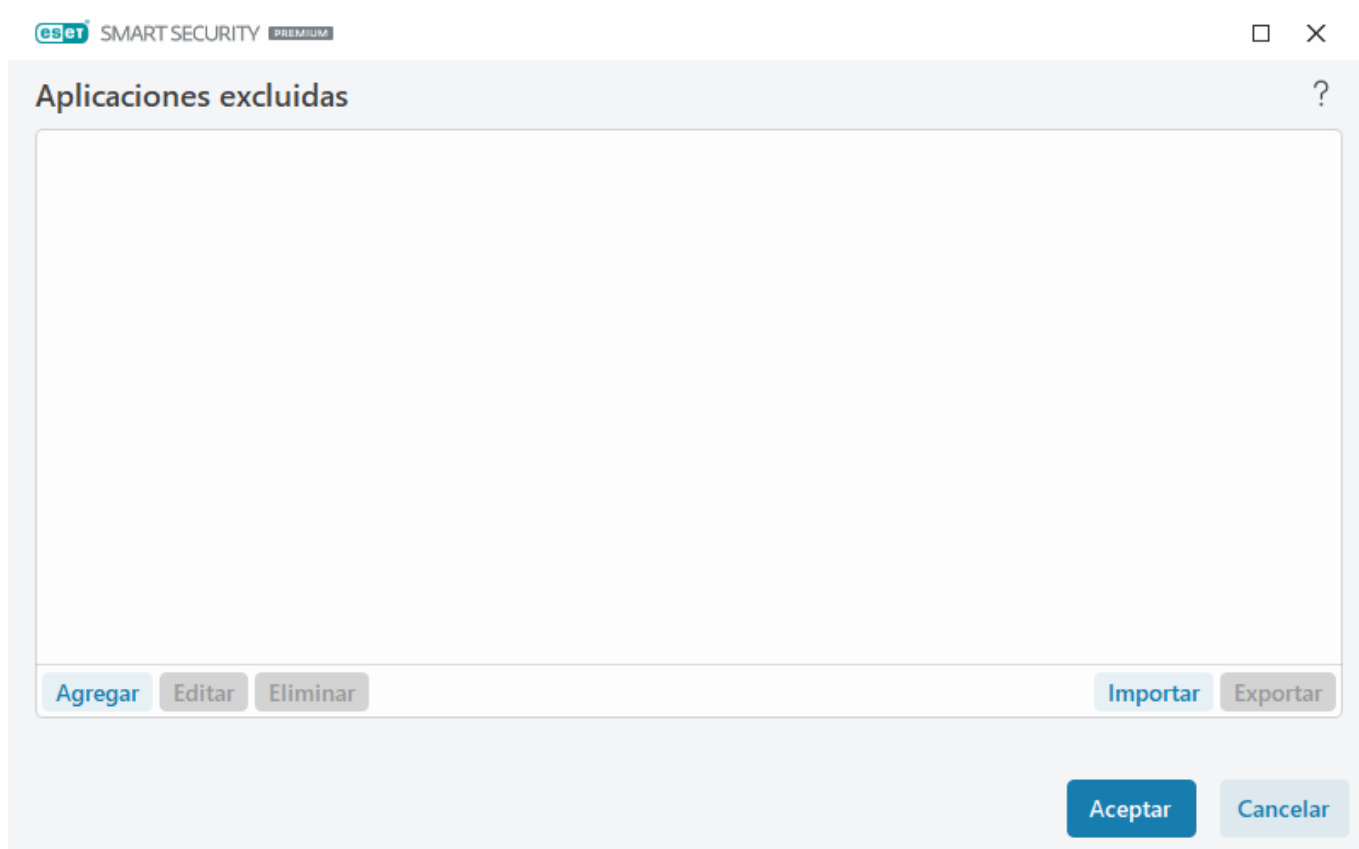 eset SMART SECURITY PREMIUM
Aplicaciones excluidas ?
Agregar Editar Eliminar Importar Exportar
Aceptar Cancelar